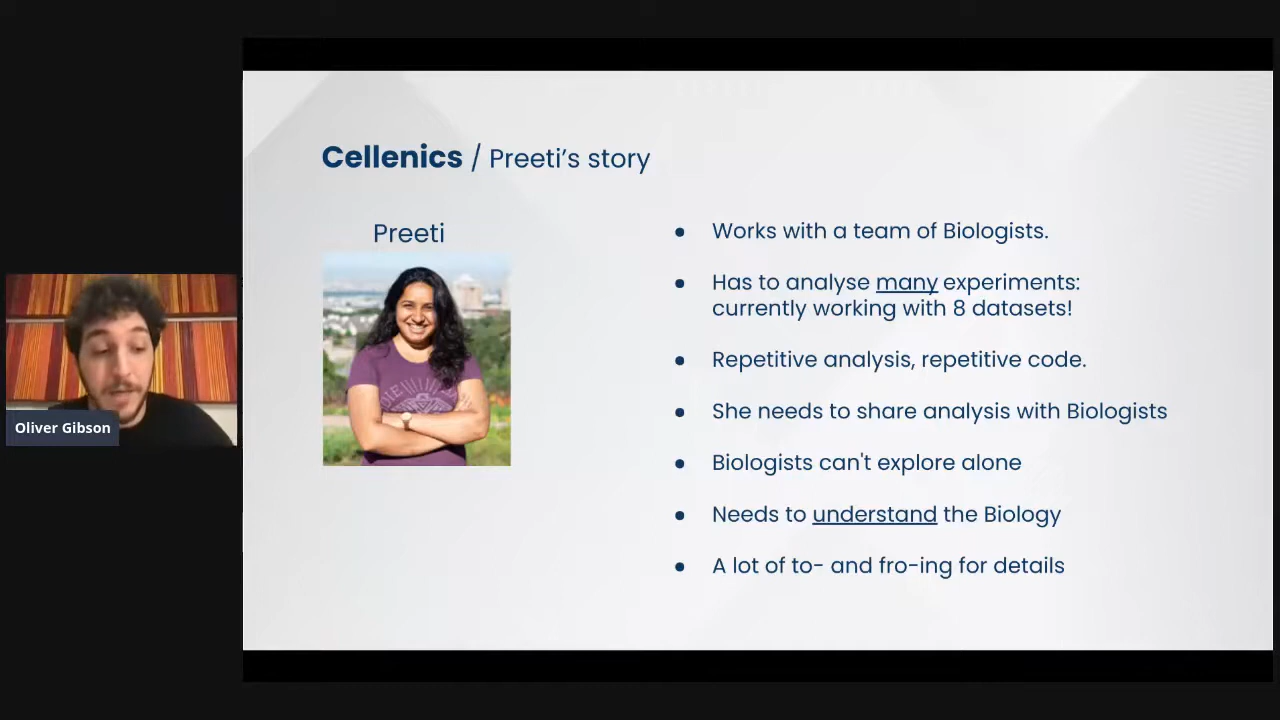 Cellenics / Preeti's story
Preeti
● Works with a team of Biologists.
● Has to analyse many experiments:
currently working with 8 datasets!
● Repetitive analysis, repetitive code.
● She needs to share analysis with Biologists
● Biologists can't explore alone
● Needs to understand the Biology
● A lot of to- and fro-ing for details
Oliver Gibson